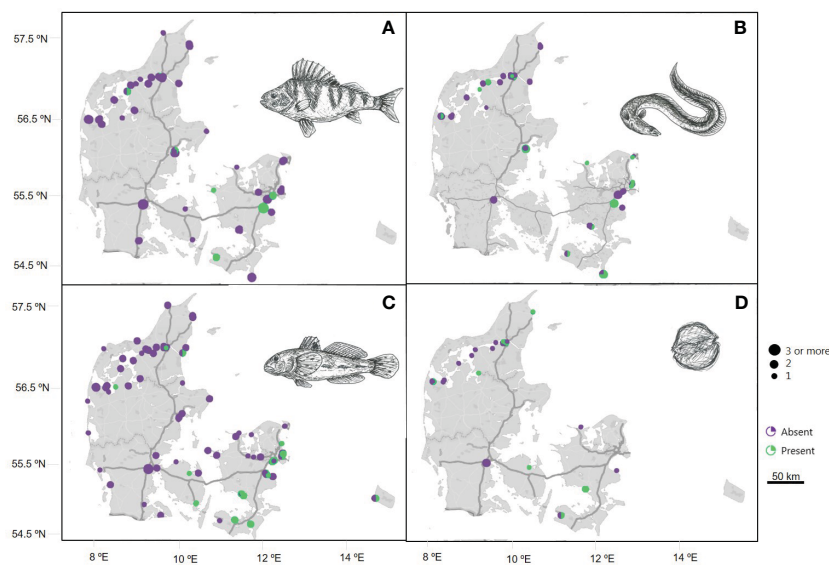 A
B
57.5 ºN
56.5 ºN
55.5 ºN
54.5 ºN
C
D
57.5 ºN
56.5 ºN
55.5 ºN
54.5 ºN
3 or more
2
1
Absent
Present
50 km
8 ºE
10 ºE
12 ºE
14 ºE
8 ºE
10 ºE
12 ºE
14 ºE